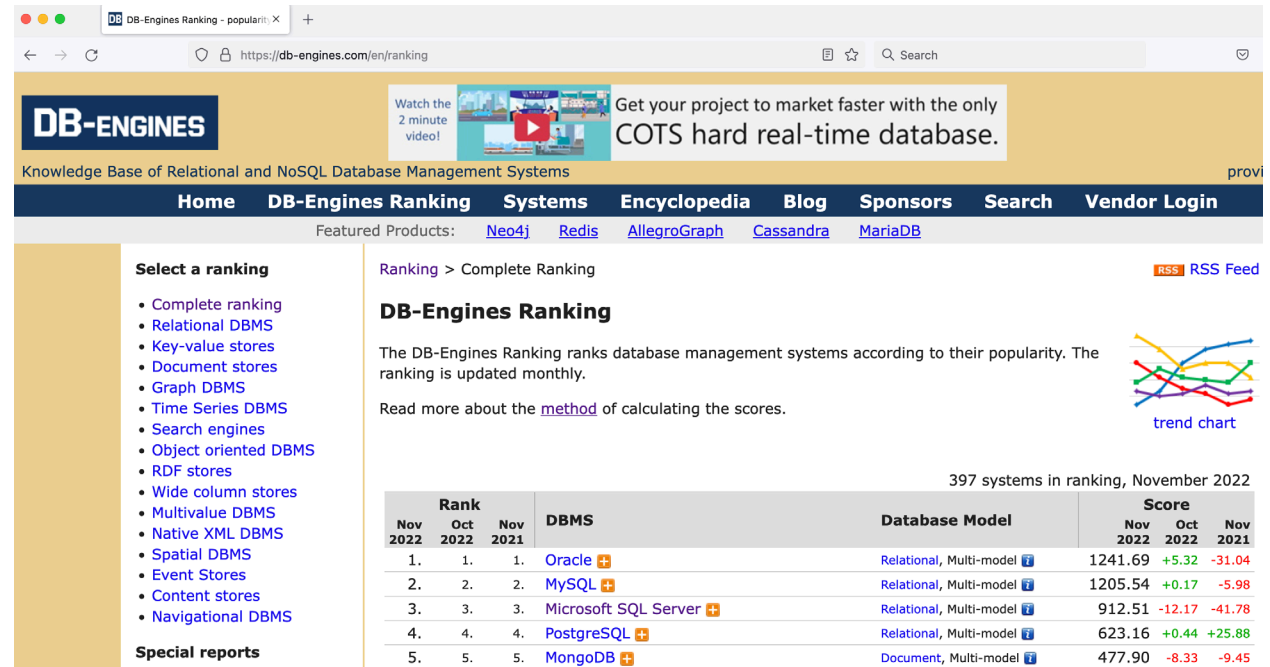 DB DB-Engines Ranking - popularit × +
https://db-engines.com/en/ranking
Search
DB-ENGINES
Watch the
2 minute
video!
Get your project to market faster with the only
COTS hard real-time database.
Knowledge Base of Relational and NoSQL Database Management Systems
provi
Home DB-Engines Ranking Systems Encyclopedia Blog Sponsors Search Vendor Login
Featured Products: Neo4j Redis AllegroGraph Cassandra MariaDB
Select a ranking
• Complete ranking
• Relational DBMS
• Key-value stores
• Document stores
• Graph DBMS
• Time Series DBMS
• Search engines
• Object oriented DBMS
• RDF stores
• Wide column stores
• Multivalue DBMS
• Native XML DBMS
• Spatial DBMS
• Event Stores
• Content stores
• Navigational DBMS
Special reports
Ranking > Complete Ranking
RSS RSS Feed
DB-Engines Ranking
The DB-Engines Ranking ranks database management systems according to their popularity. The
ranking is updated monthly.
Read more about the method of calculating the scores.
trend chart
397 systems in ranking, November 2022
Rank DBMS Database Model Score
Nov 2022 Oct 2022 Nov 2021 Nov 2022 Oct 2022 Nov 2021
1. 1. 1. Oracle Relational, Multi-model 1241.69 +5.32 -31.04
2. 2. 2. MySQL Relational, Multi-model 1205.54 +0.17 -5.98
3. 3. 3. Microsoft SQL Server Relational, Multi-model 912.51 -12.17 -41.78
4. 4. 4. PostgreSQL Relational, Multi-model 623.16 +0.44 +25.88
5. 5. 5. MongoDB Document, Multi-model 477.90 -8.33 -9.45